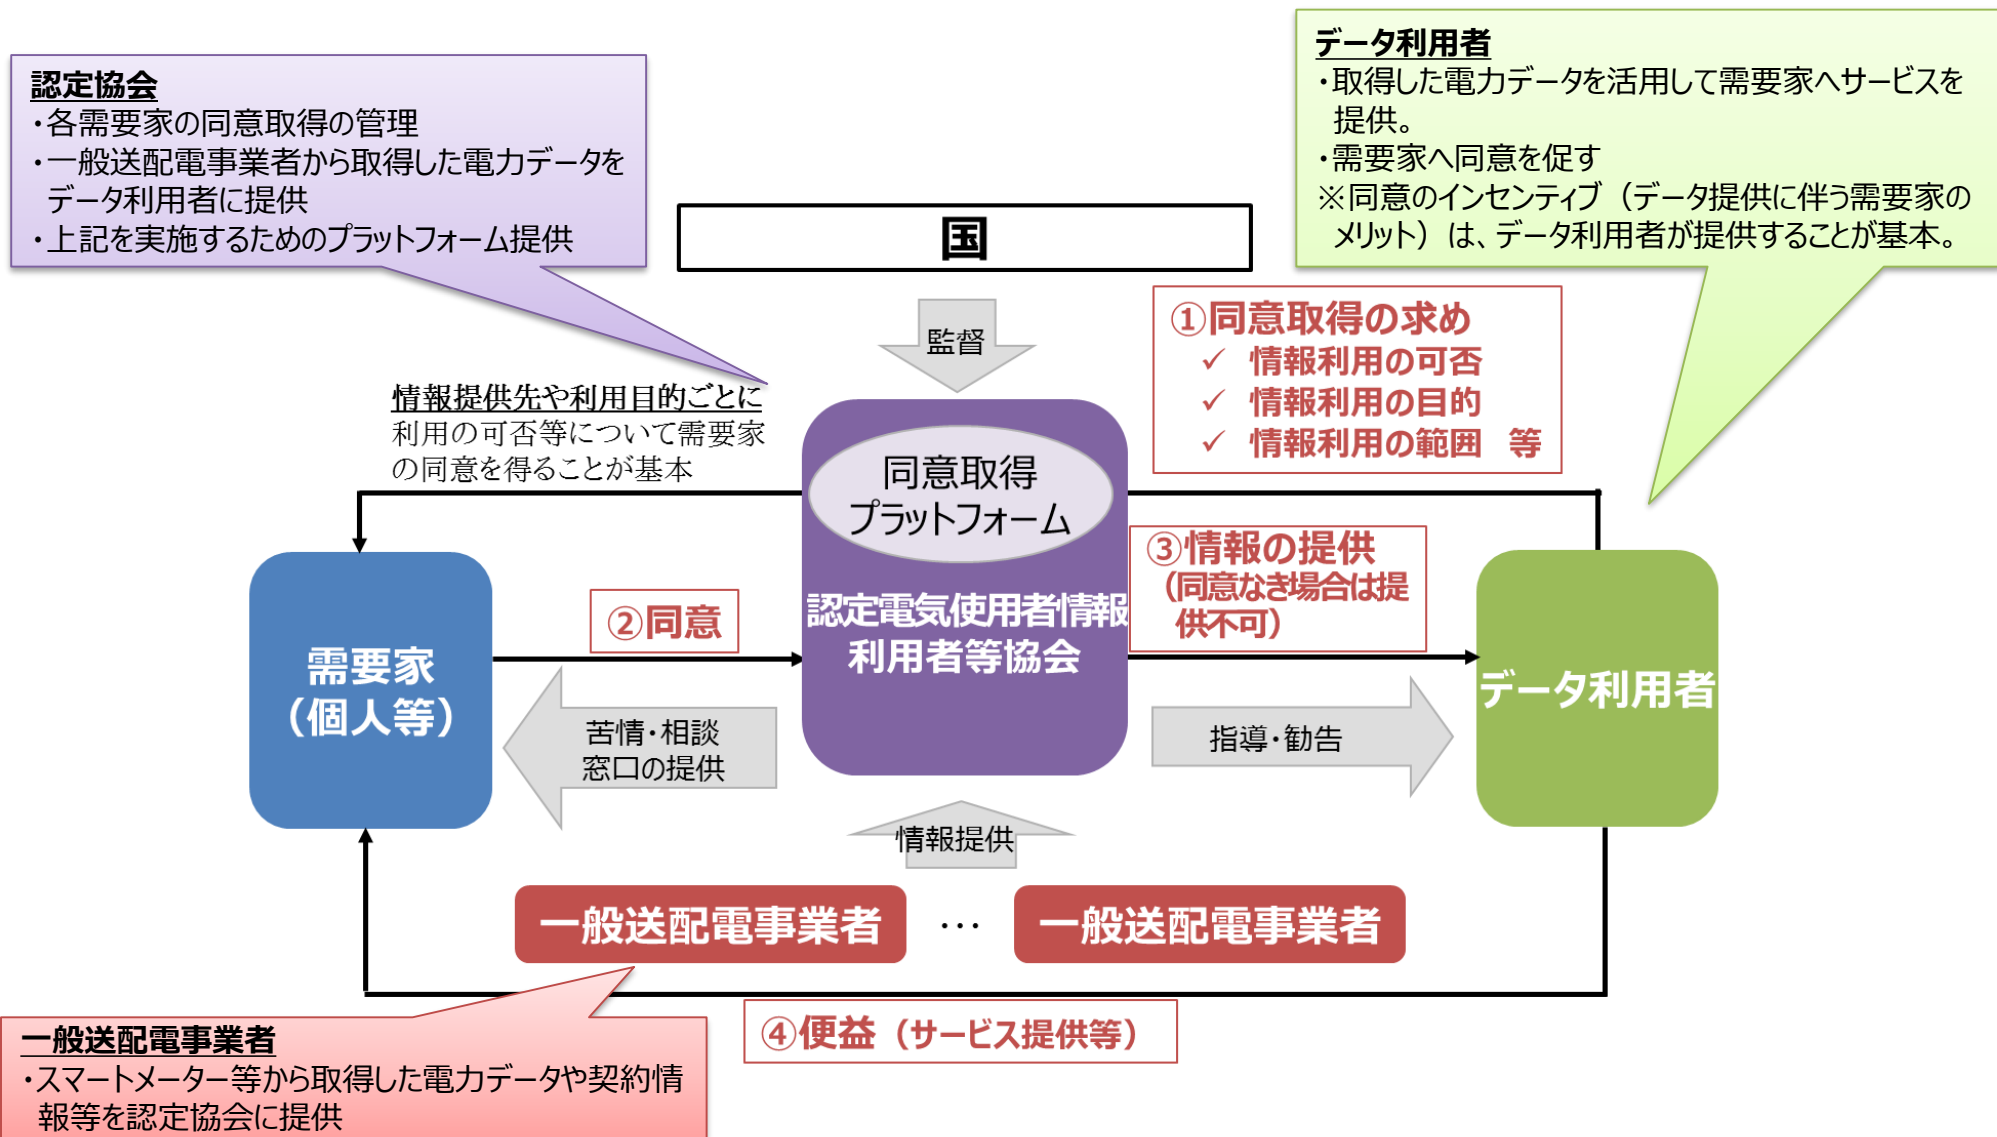 認定協会
・各需要家の同意取得の管理
・一般送配電事業者から取得した電力データを
データ利用者に提供
・上記を実施するためのプラットフォーム提供
データ利用者
・取得した電力データを活用して需要家へサービスを
提供。
・需要家へ同意を促す
※同意のインセンティブ（データ提供に伴う需要家の
メリット）は、データ利用者が提供することが基本。
国
監督
①同意取得の求め
✓ 情報利用の可否
✓ 情報利用の目的
✓ 情報利用の範囲 等
情報提供先や利用目的ごとに
利用の可否等について需要家
の同意を得ることが基本
同意取得
プラットフォーム
認定電気使用者情報
利用者等協会
②同意
③情報の提供
（同意なき場合は提
供不可）
需要家
（個人等）
データ利用者
苦情・相談
窓口の提供
指導・勧告
情報提供
一般送配電事業者
…
一般送配電事業者
④便益（サービス提供等）
一般送配電事業者
・スマートメーター等から取得した電力データや契約情
報等を認定協会に提供